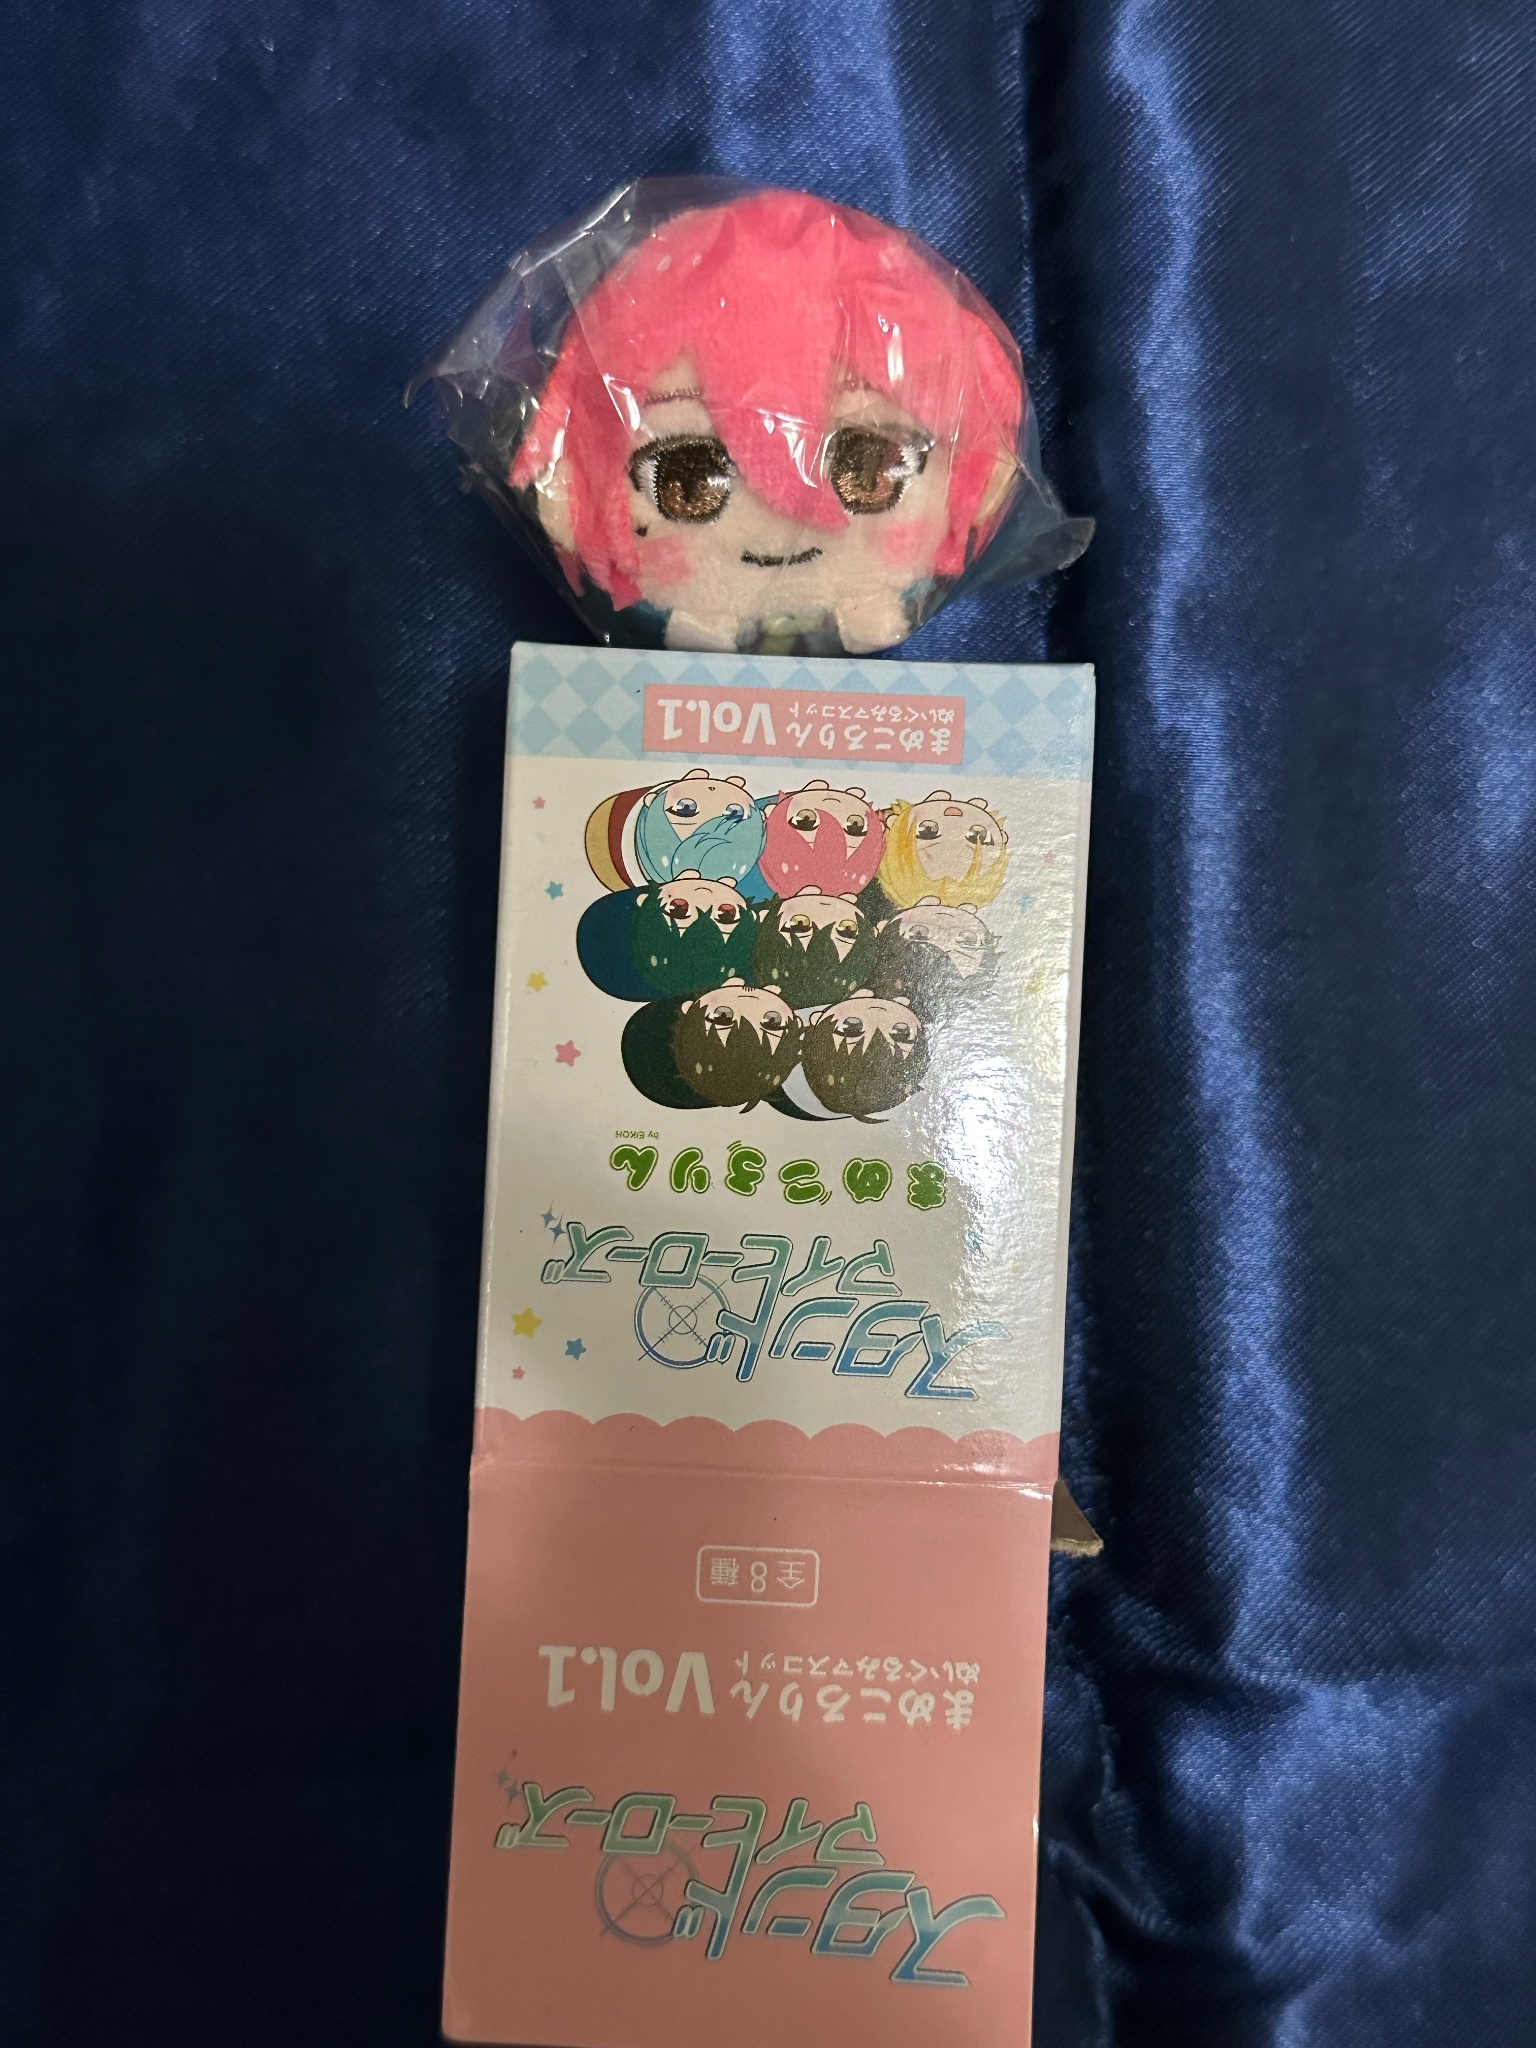 スタンド
マイヒーローズ
まめころりん Vol.1
ぬいぐるみマスコット
全8種
スタンド
マイヒーローズ
まめころりん
by EIKOH
まめころりん Vol.1
ぬいぐるみマスコット